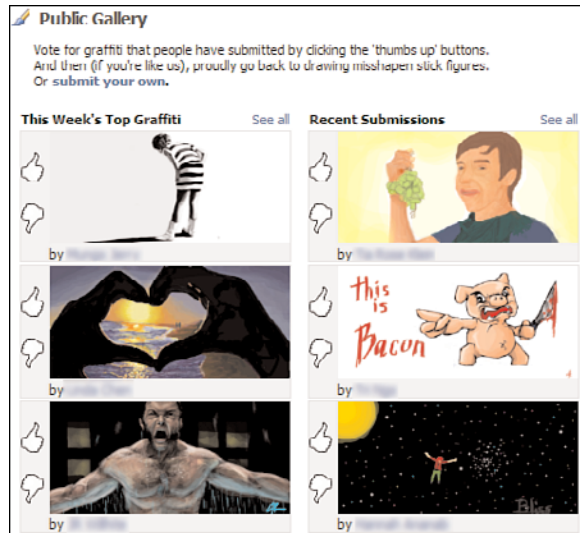 Public Gallery
Vote for graffiti that people have submitted by clicking the 'thumbs up' buttons.
And then (if you're like us), proudly go back to drawing misshapen stick figures.
Or submit your own.
This Week's Top Graffiti See all
Recent Submissions See all
by
by
this
is
Bacon
by
by
Bliss
by
by